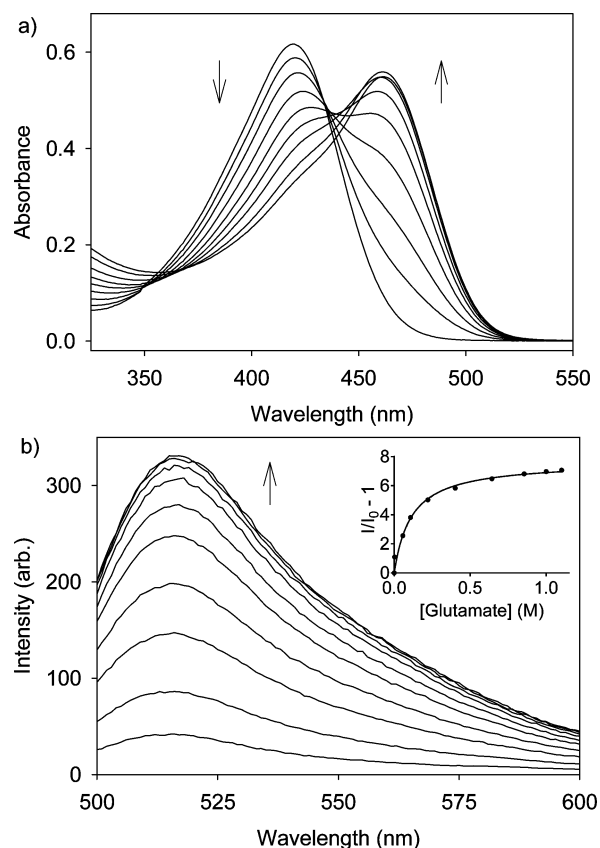 a)
0.6
0.4
0.2
0.0
Absorbance
350 400 450 500 550
Wavelength (nm)
b)
300
200
100
0
Intensity (arb.)
8
6
4
2
0
I/I0 - 1
0.0 0.5 1.0
[Glutamate] (M)
500 525 550 575 600
Wavelength (nm)